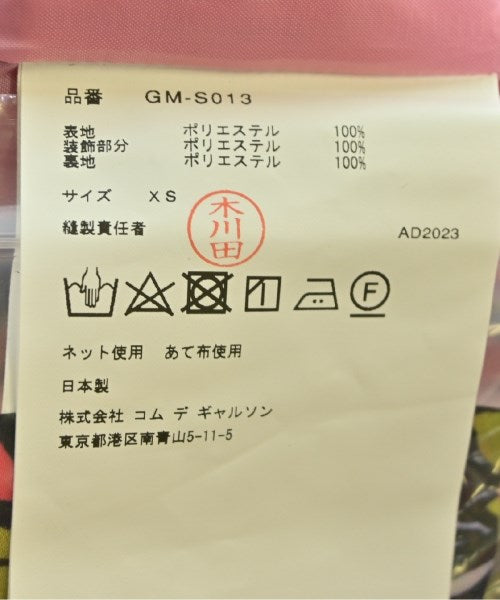 品番 GM-S013
表地 ポリエステル 100%
装飾部分 ポリエステル 100%
裏地 ポリエステル 100%
サイズ XS
縫製責任者 木川田 AD2023
F
ネット使用 あて布使用
日本製
株式会社 コム デ ギャルソン
東京都港区南青山5-11-5